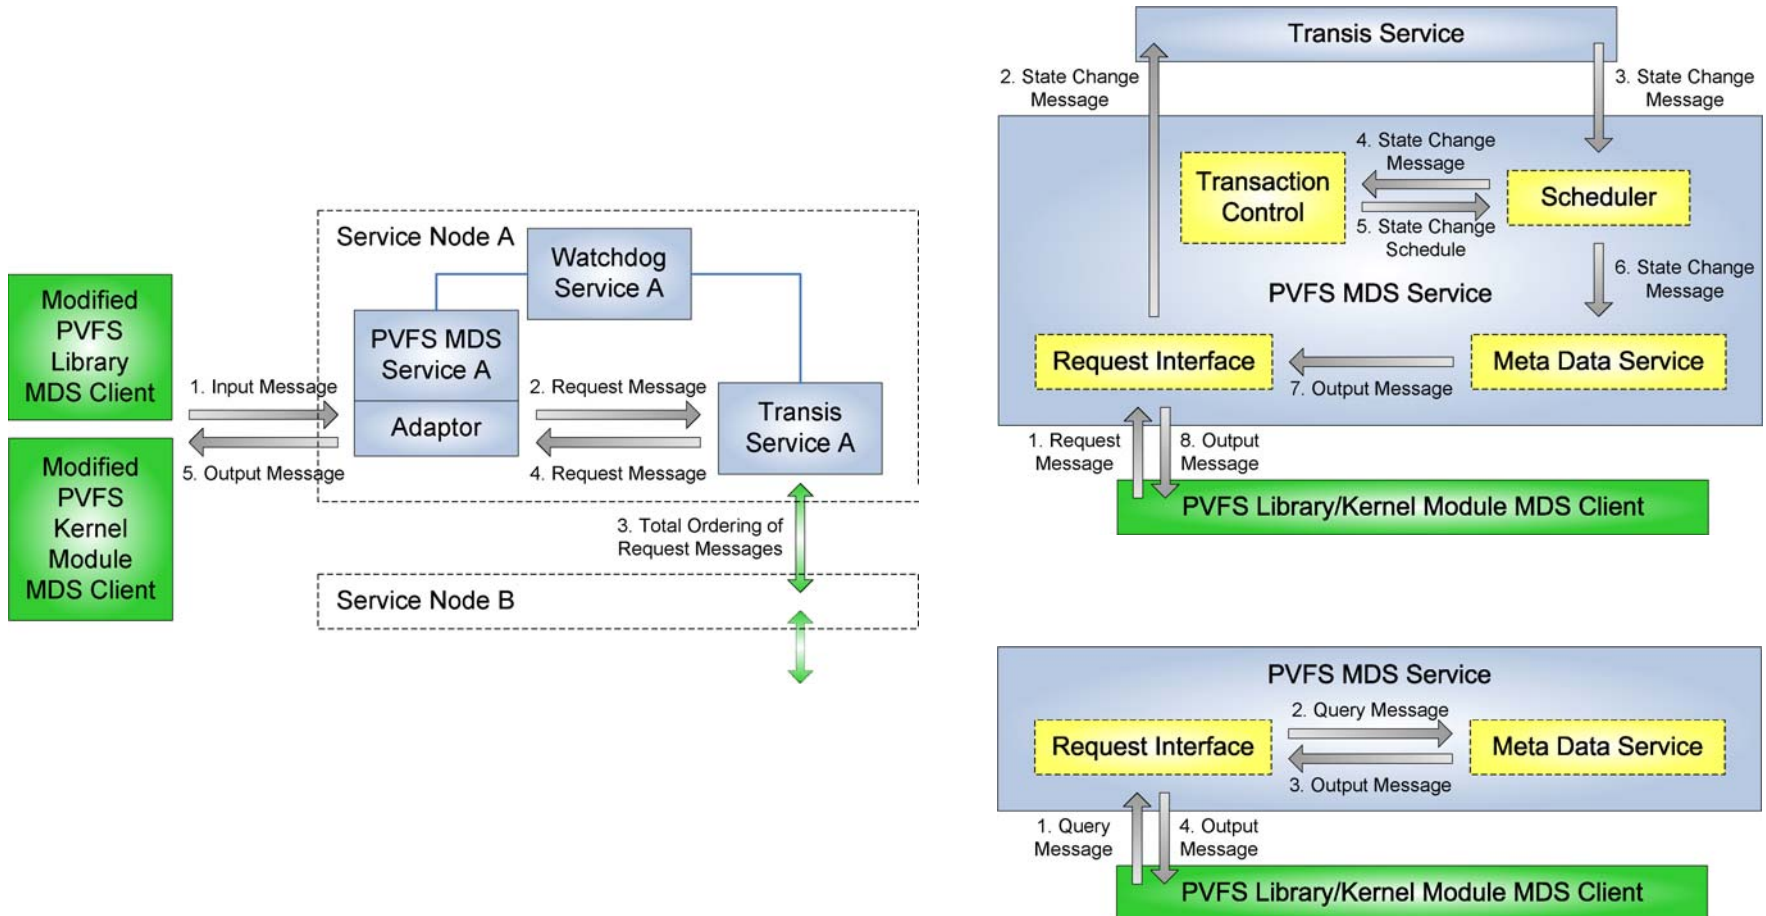 Modified
PVFS
Library
MDS Client
Modified
PVFS
Kernel
Module
MDS Client
1. Input Message
5. Output Message
Service Node A
Watchdog
Service A
PVFS MDS
Service A
Adaptor
2. Request Message
4. Request Message
Transis
Service A
3. Total Ordering of
Request Messages
Service Node B
Transis Service
2. State Change
Message
3. State Change
Message
4. State Change
Message
Transaction
Control
Scheduler
5. State Change
Schedule
6. State Change
Message
PVFS MDS Service
Request Interface
Meta Data Service
7. Output Message
1. Request
Message
8. Output
Message
PVFS Library/Kernel Module MDS Client
PVFS MDS Service
2. Query Message
Request Interface
Meta Data Service
3. Output Message
1. Query
Message
4. Output
Message
PVFS Library/Kernel Module MDS Client